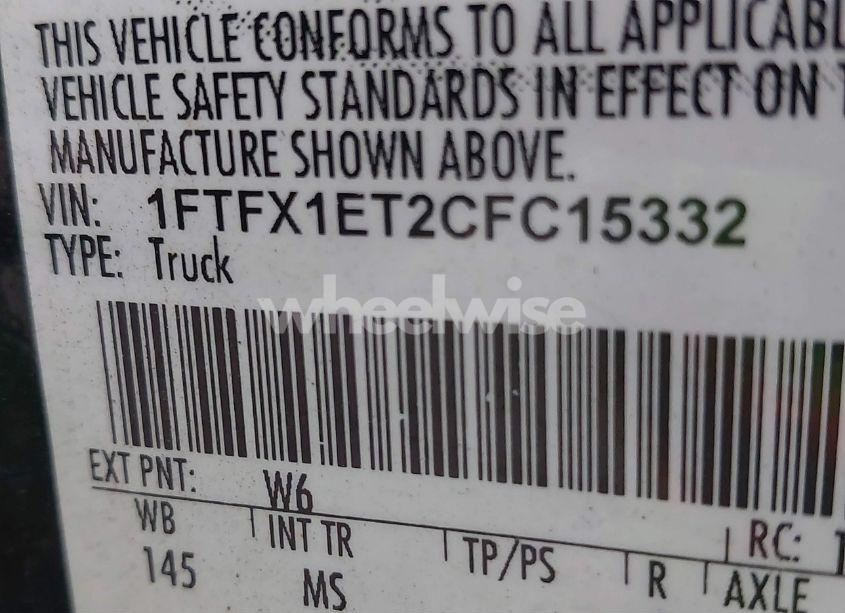 THIS VEHICLE CONFORMS TO ALL APPLICABL
VEHICLE SAFETY STANDARDS IN EFFECT ON T
MANUFACTURE SHOWN ABOVE.
VIN: 1FTFX1ET2CFC15332
TYPE: Truck
wheelwise
EXT PNT: W6 RC:
WB INT TR TP/PS R AXLE
145 MS